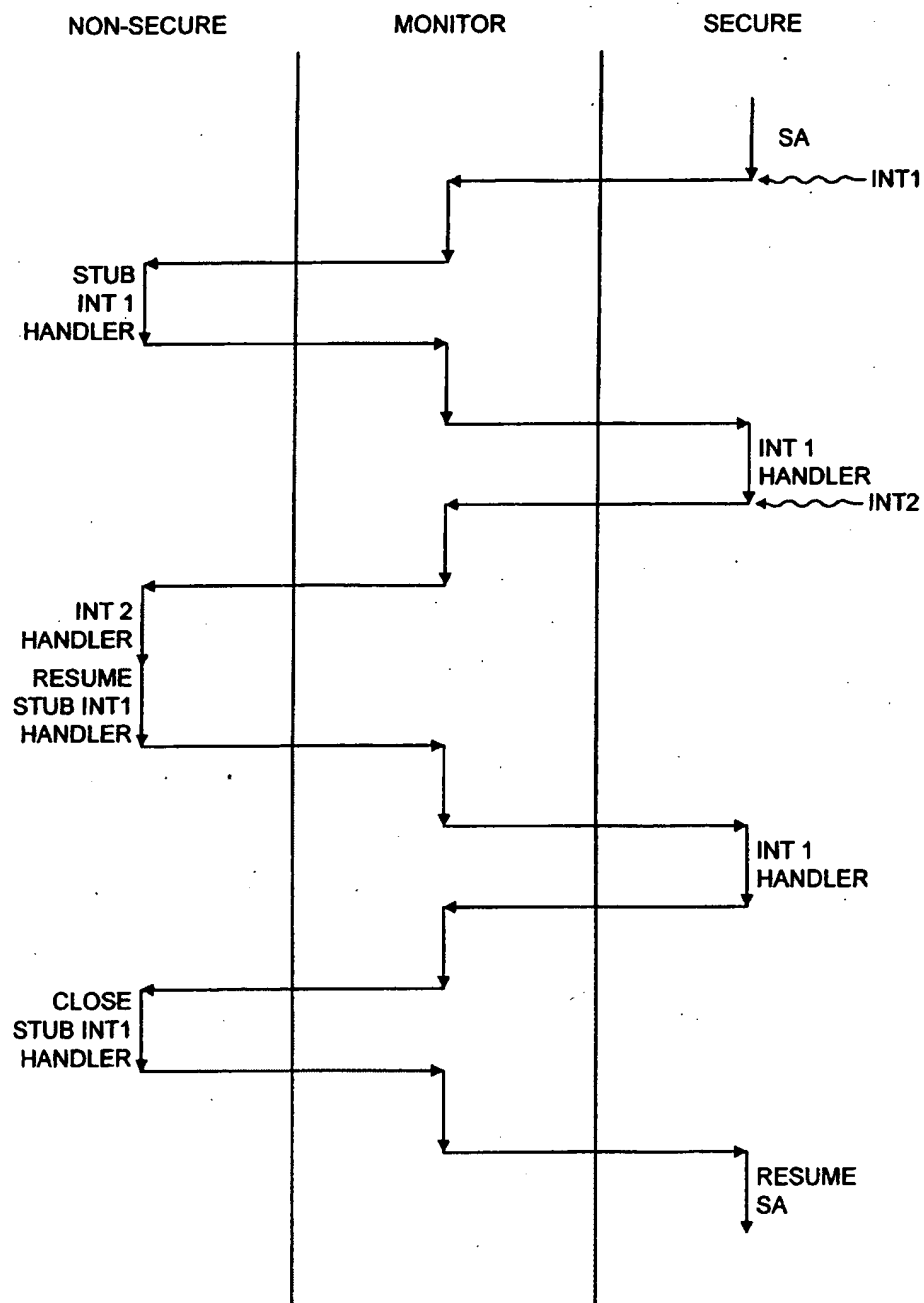 NON-SECURE
MONITOR
SECURE
SA
INT1
STUB
INT 1
HANDLER
INT 1
HANDLER
INT2
INT 2
HANDLER
RESUME
STUB INT1
HANDLER
INT 1
HANDLER
CLOSE
STUB INT1
HANDLER
RESUME
SA